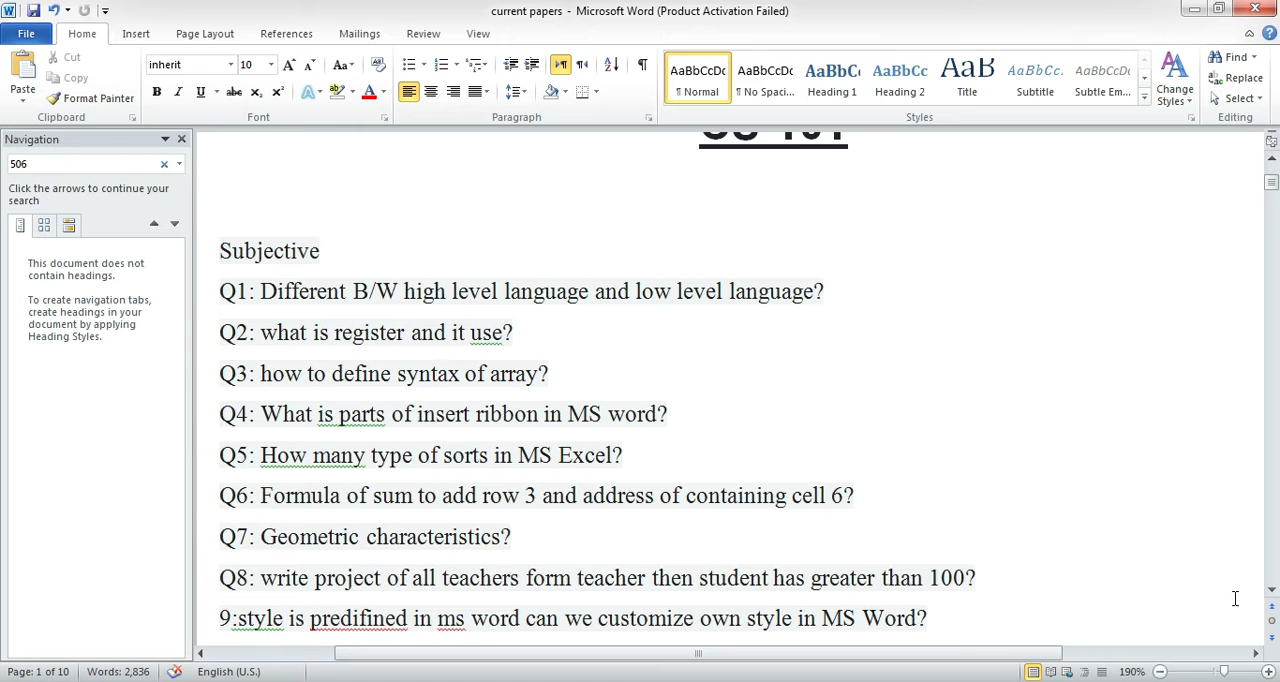 current papers - Microsoft Word (Product Activation Failed)
File Home Insert Page Layout References Mailings Review View
Cut
Copy
Format Painter
Paste
Clipboard
inherit 10
Font
Paragraph
AaBbCcDc AaBbCcDc AaBbCc AaBbCc AaB AaBbCc. AaBbCcDc
¶ Normal ¶ No Spaci... Heading 1 Heading 2 Title Subtitle Subtle Em...
Change Styles
Styles
Find
Replace
Select
Editing
Navigation
506
Click the arrows to continue your
search
This document does not
contain headings.
To create navigation tabs,
create headings in your
document by applying
Heading Styles.
Subjective
Q1: Different B/W high level language and low level language?
Q2: what is register and it use?
Q3: how to define syntax of array?
Q4: What is parts of insert ribbon in MS word?
Q5: How many type of sorts in MS Excel?
Q6: Formula of sum to add row 3 and address of containing cell 6?
Q7: Geometric characteristics?
Q8: write project of all teachers form teacher then student has greater than 100?
9:style is predifined in ms word can we customize own style in MS Word?
Page: 1 of 10 Words: 2,836 English (U.S.) 190%